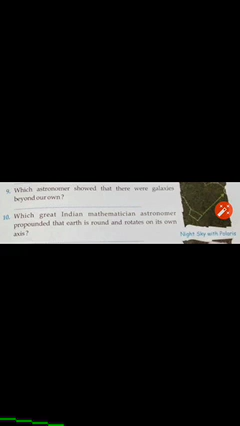 9. Which astronomer showed that there were galaxies
beyond our own?
10. Which great Indian mathematician astronomer
propounded that earth is round and rotates on its own
axis?
Night Sky with Polaris